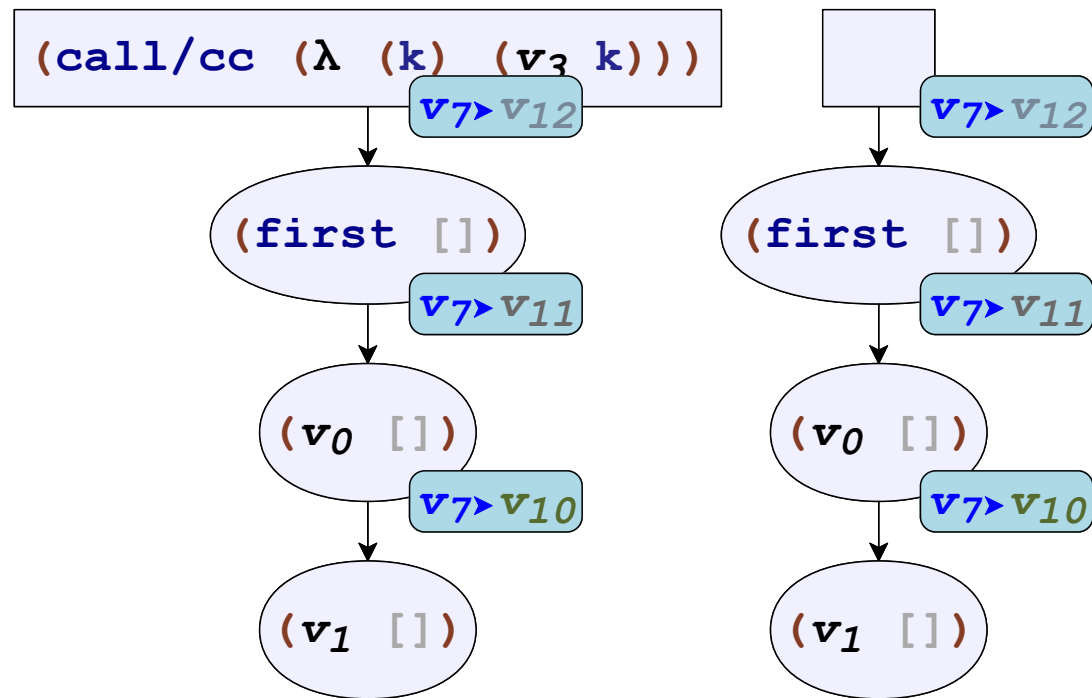 (call/cc (λ (k) (v3 k)))
v7➤v12
v7➤v12
(first [])
(first [])
v7➤v11
v7➤v11
(v0 [])
(v0 [])
v7➤v10
v7➤v10
(v1 [])
(v1 [])